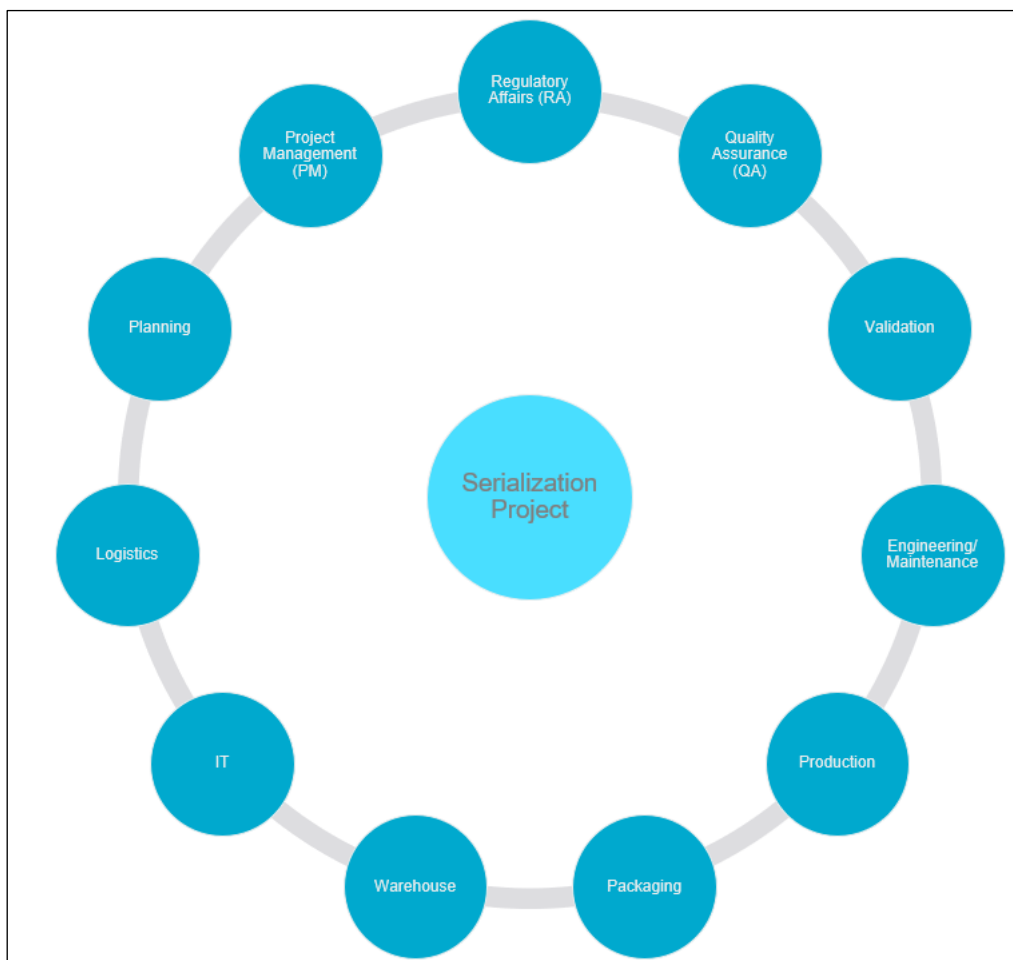 Regulatory
Affairs (RA)
Quality
Assurance
(QA)
Validation
Engineering/
Maintenance
Production
Packaging
Warehouse
IT
Logistics
Planning
Project
Management
(PM)
Serialization
Project